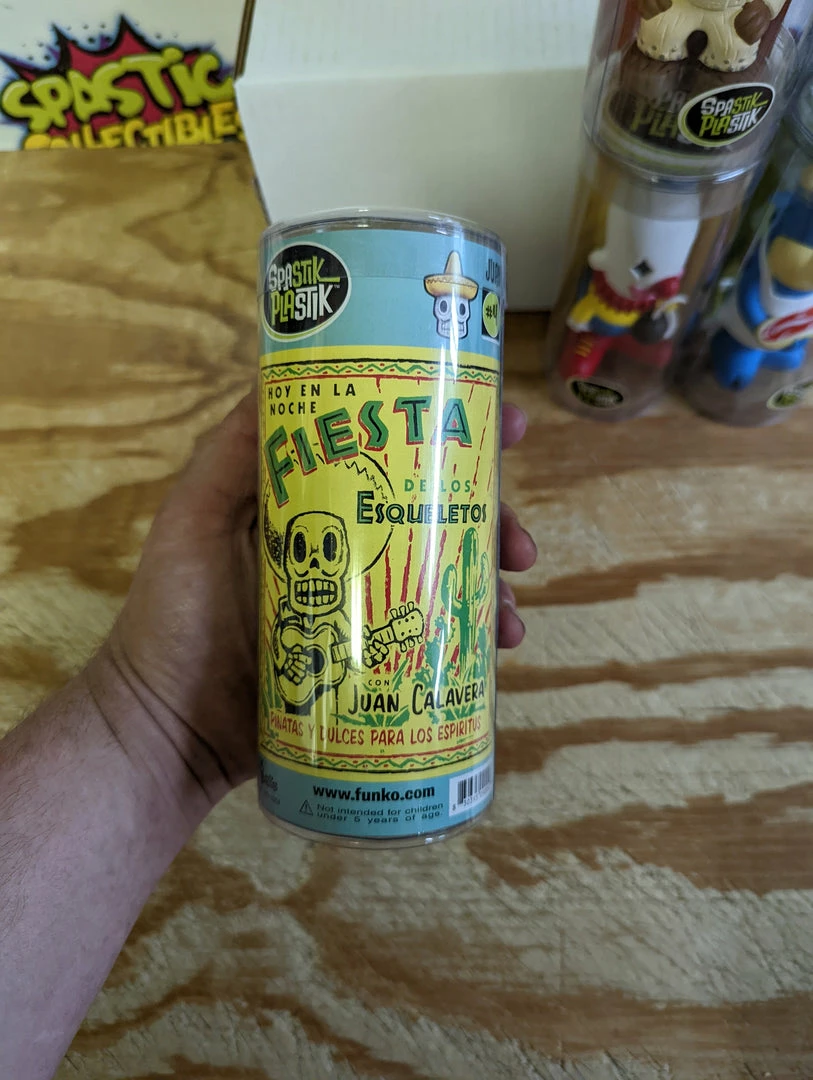 SPASTIC
COLLECTIBLES
SPASTIK
PLASTIK
SPASTIK
PLASTIK
HOY EN LA
NOCHE
FIESTA
DE LOS
ESQUELETOS
CON
JUAN CALAVERA
PIÑATAS Y DULCES PARA LOS ESPIRITUS
www.funko.com
Not intended for children
under 5 years of age.